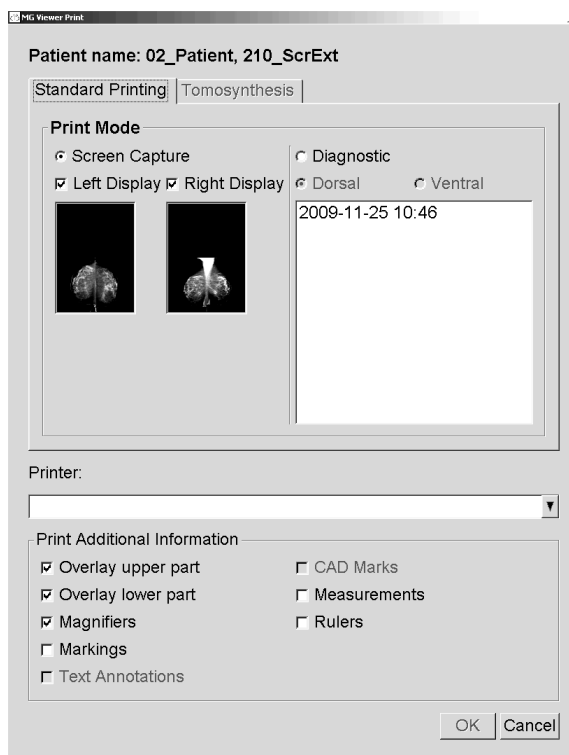 MG Viewer Print
Patient name: 02_Patient, 210_ScrExt
Standard Printing Tomosynthesis
Print Mode
Screen Capture Diagnostic
Left Display Right Display Dorsal Ventral
2009-11-25 10:46
Printer:
Print Additional Information
Overlay upper part CAD Marks
Overlay lower part Measurements
Magnifiers Rulers
Markings
Text Annotations
OK Cancel